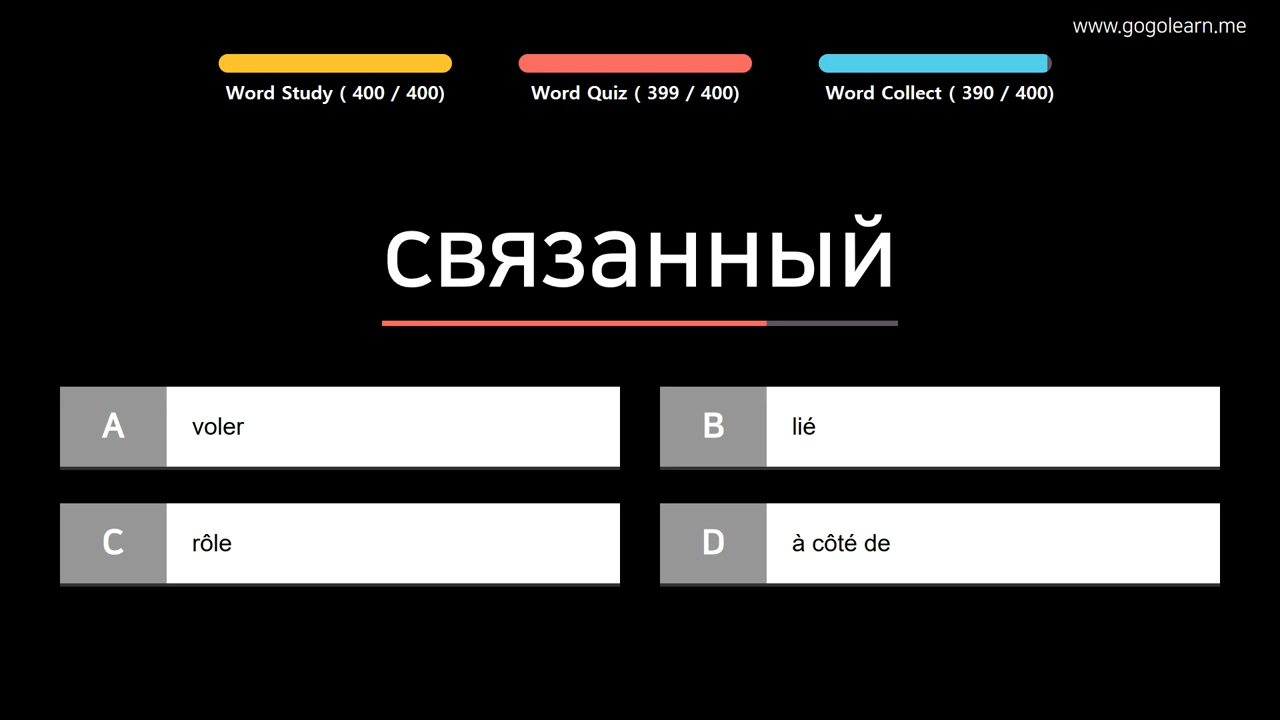 www.gogolearn.me
Word Study ( 400 / 400)
Word Quiz ( 399 / 400)
Word Collect ( 390 / 400)
связанный
A voler
B lié
C rôle
D à côté de